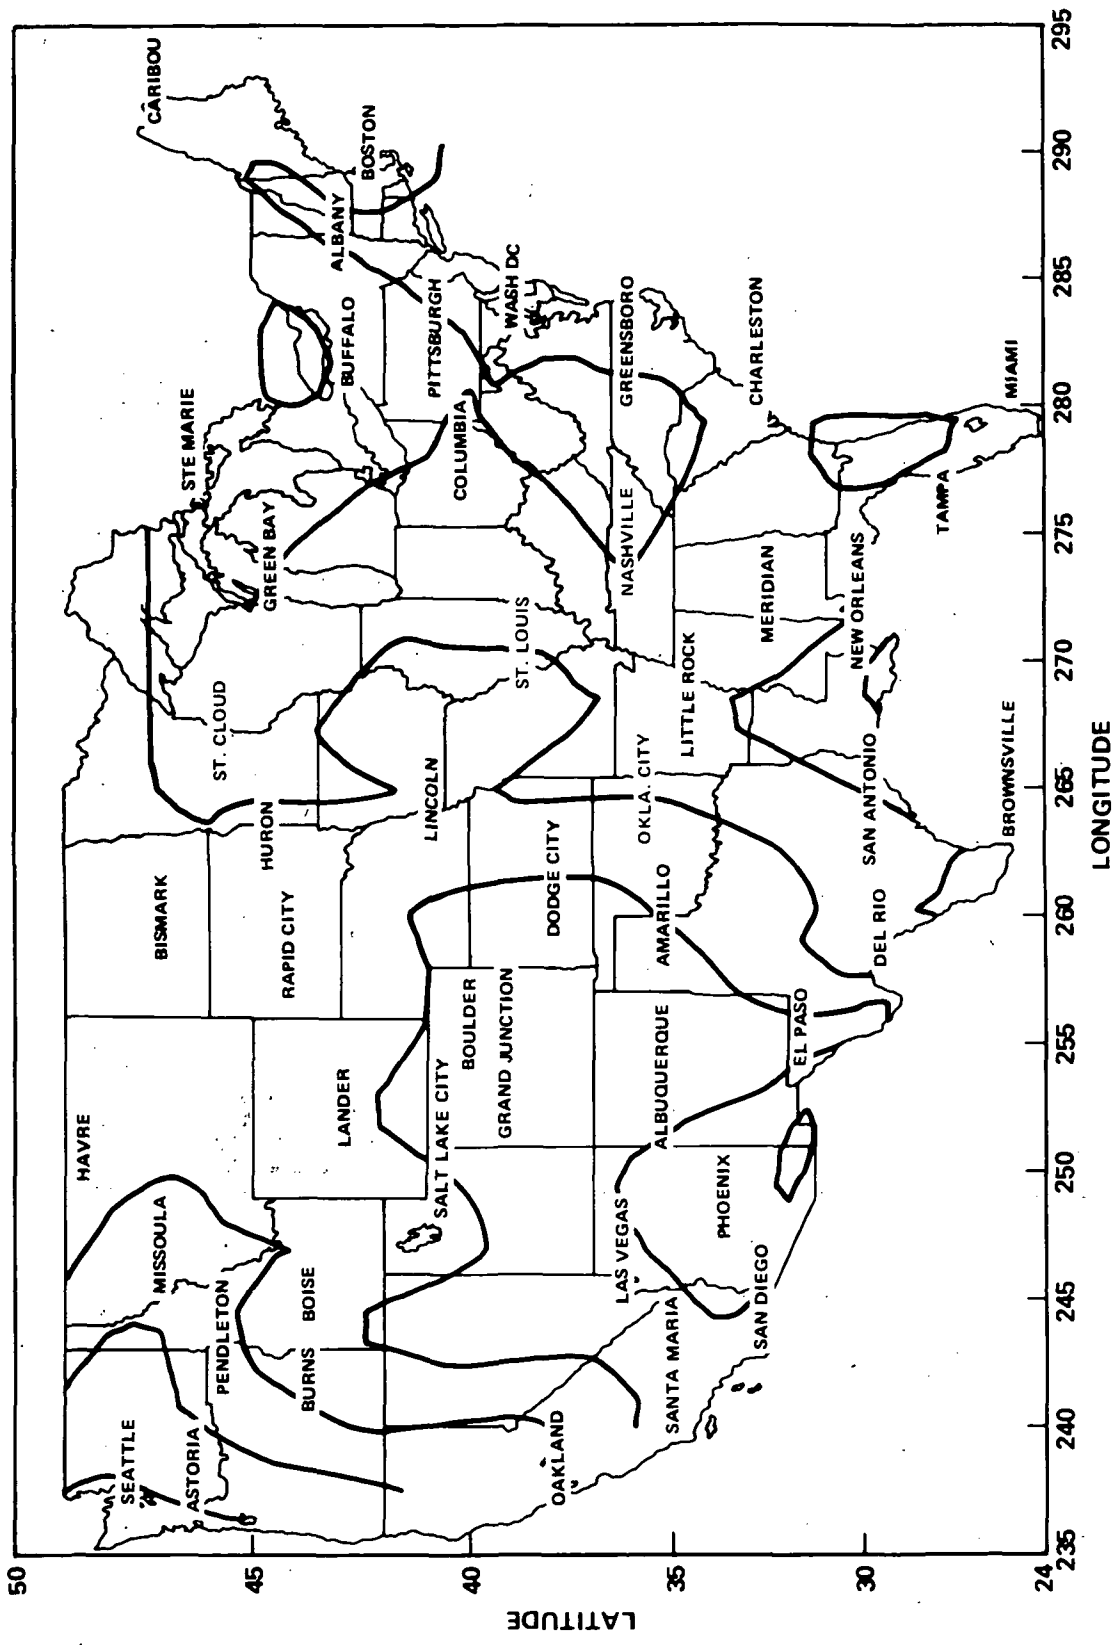 50
45
40
35
30
24
LATITUDE
235
240
245
250
255
260
265
270
275
280
285
290
295
LONGITUDE
CARIBOU
BOSTON
ALBANY
BUFFALO
PITTSBURGH
WASH DC
STE MARIE
GREEN BAY
COLUMBIA
GREENSBORO
CHARLESTON
MIAMI
TAMPA
NASHVILLE
MERIDIAN
NEW ORLEANS
ST. CLOUD
ST. LOUIS
LITTLE ROCK
HURON
LINCOLN
OKLA. CITY
SAN ANTONIO
BROWNSVILLE
BISMARK
RAPID CITY
DODGE CITY
AMARILLO
DEL RIO
HAVRE
LANDER
BOULDER
GRAND JUNCTION
SALT LAKE CITY
ALBUQUERQUE
EL PASO
MISSOULA
PENDLETON
BOISE
BURNS
LAS VEGAS
PHOENIX
SAN DIEGO
SANTA MARIA
SEATTLE
ASTORIA
OAKLAND